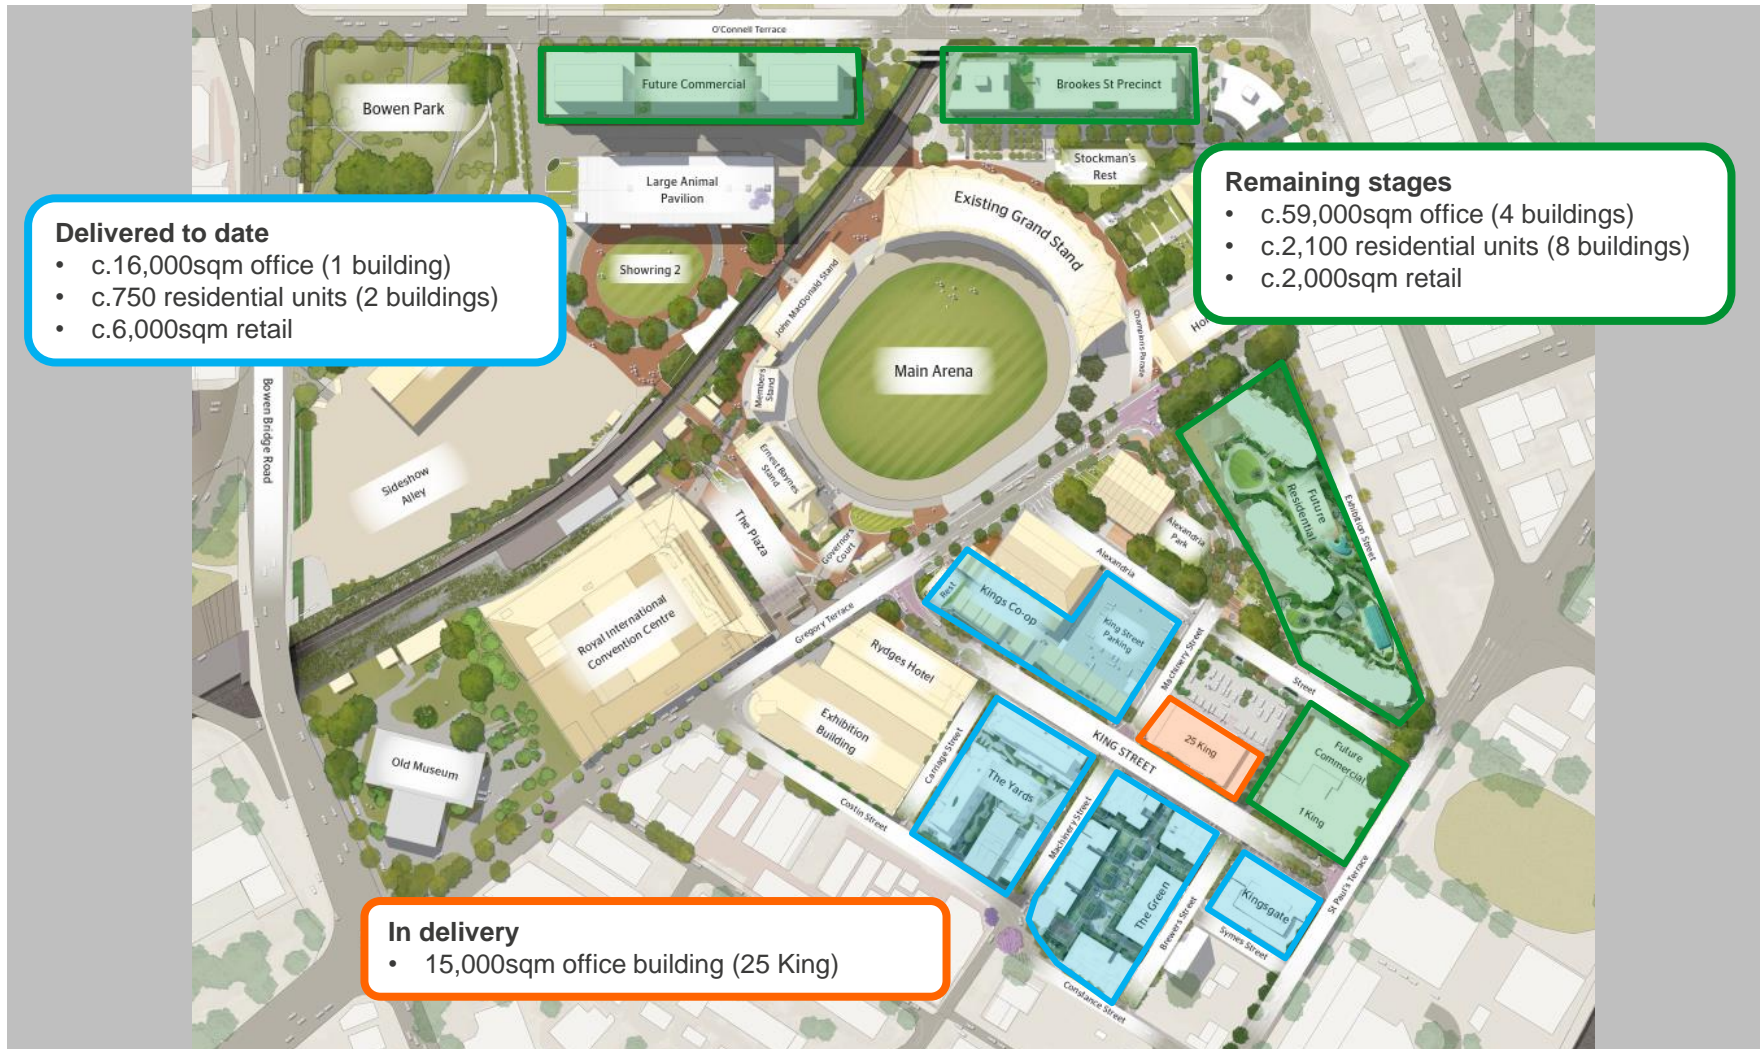 O'Connell Terrace
Bowen Park
Future Commercial
Brookes St Precinct
Stockman's
Rest
Large Animal
Pavilion
Existing Grand Stand
Remaining stages
• c.59,000sqm office (4 buildings)
• c.2,100 residential units (8 buildings)
• c.2,000sqm retail
Delivered to date
• c.16,000sqm office (1 building)
• c.750 residential units (2 buildings)
• c.6,000sqm retail
Showring 2
John MacDonald Stand
Champions Parade
Main Arena
Members
Stand
Bowen Bridge Road
Sideshow
Alley
Ernest Baynes
Stand
The Plaza
Governors
Court
Future
Residential
Exhibition Street
Alexandria
Park
Alexandria
Street
Rest
Kings Co-op
King Street
Parking
Machinery Street
Gregory Terrace
Royal International
Convention Centre
Rydges Hotel
Exhibition
Building
Old Museum
Carriage Street
Costin Street
KING STREET
25 King
Future
Commercial
1 King
The Yards
Machinery Street
The Green
Brewers Street
Kingsgate
Symes Street
St Paul's Terrace
Constance Street
In delivery
• 15,000sqm office building (25 King)